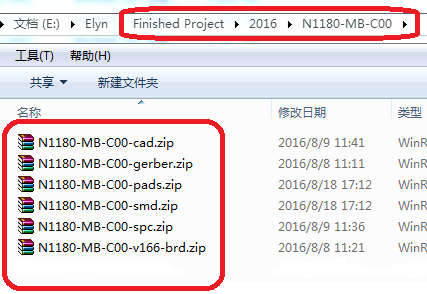 文档 (E:) Elyn Finished Project 2016 N1180-MB-C00
工具(T) 帮助(H)
共享 新建文件夹
名称 修改日期 类型
N1180-MB-C00-cad.zip 2016/8/9 11:41 WinR
N1180-MB-C00-gerber.zip 2016/8/8 11:11 WinR
N1180-MB-C00-pads.zip 2016/8/18 17:12 WinR
N1180-MB-C00-smd.zip 2016/8/18 17:12 WinR
N1180-MB-C00-spc.zip 2016/8/9 11:36 WinR
N1180-MB-C00-v166-brd.zip 2016/8/8 11:21 WinR